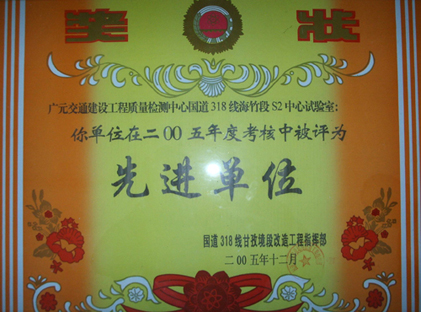 奖状
广元交通建设工程质量检测中心国道318线海竹段S2中心试验室:
你单位在二00五年度考核中被评为
先进单位
国道318线甘孜境段改造工程指挥部
二00五年十二月